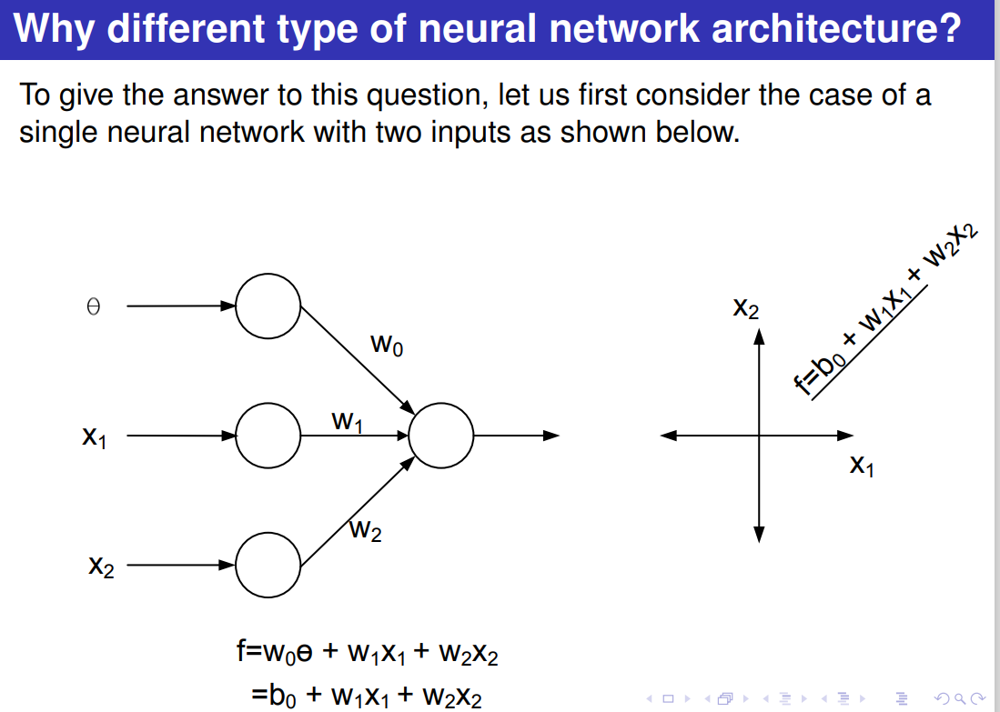 Why different type of neural network architecture?
To give the answer to this question, let us first consider the case of a
single neural network with two inputs as shown below.
θ
w₀
x₁
w₁
x₂
w₂
x₂
x₁
f=b₀ + w₁x₁ + w₂x₂
f=w₀θ + w₁x₁ + w₂x₂
=b₀ + w₁x₁ + w₂x₂